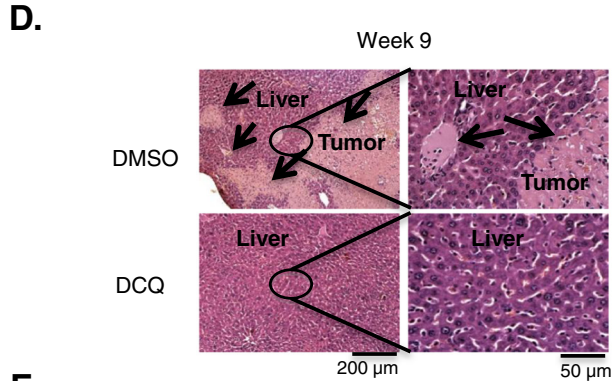 D.
Week 9
DMSO
Liver
Tumor
Liver
Tumor
DCQ
Liver
Liver
200 µm
50 µm